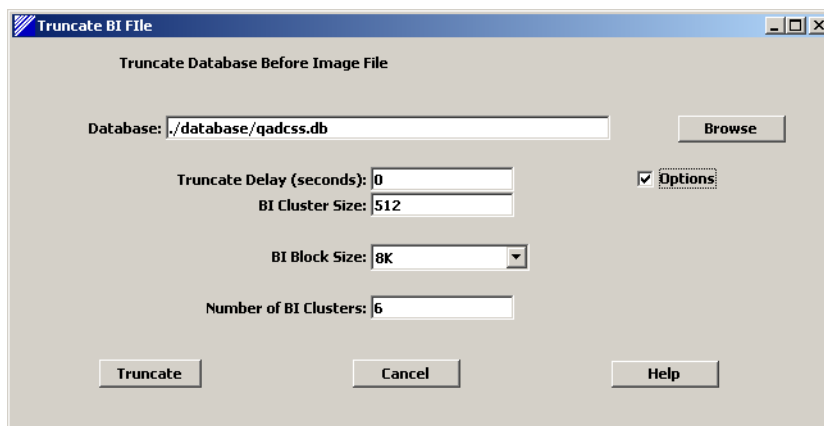 Truncate BI FIle
Truncate Database Before Image File
Database: ./database/qadcss.db Browse
Truncate Delay (seconds): 0 Options
BI Cluster Size: 512
BI Block Size: 8K
Number of BI Clusters: 6
Truncate Cancel Help